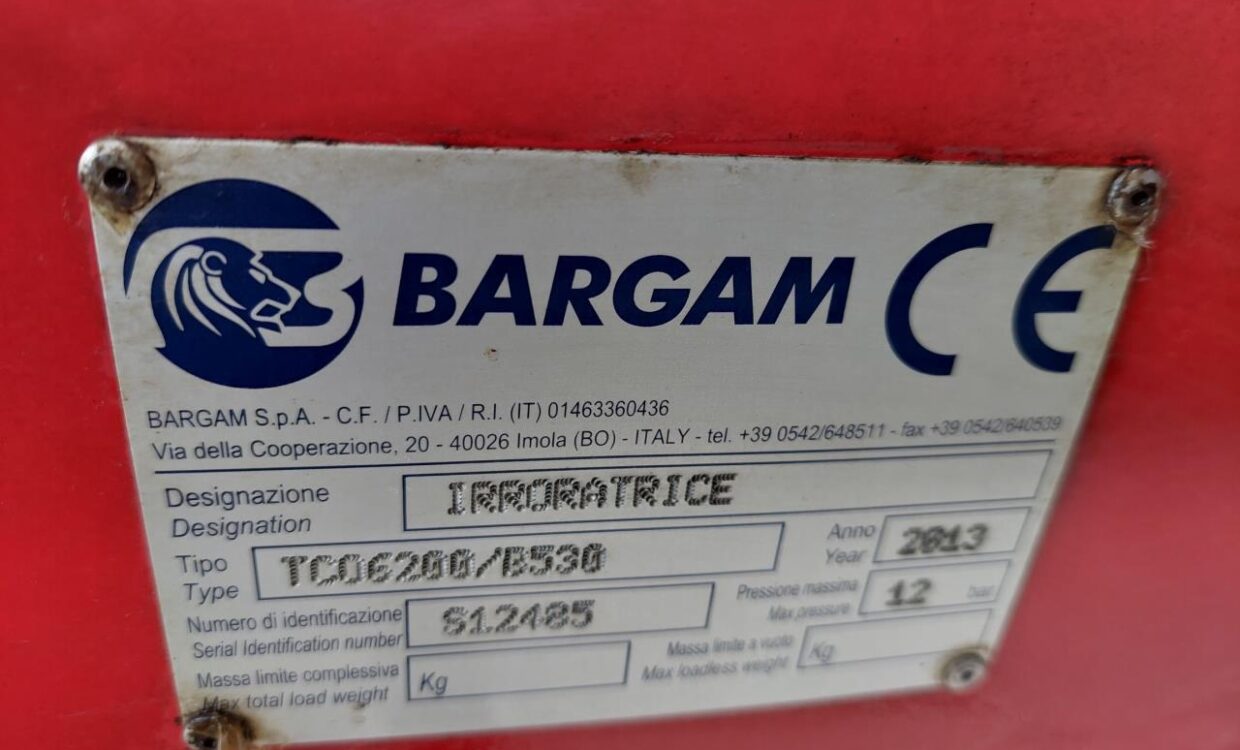 BARGAM CE
BARGAM S.p.A. - C.F. / P.IVA / R.I. (IT) 01463360436
Via della Cooperazione, 20 - 40026 Imola (BO) - ITALY - tel. +39 0542/648511 - fax +39 0542/640539
Designazione
Designation
IRRORATRICE
Tipo
Type
TCO6200/B530
Anno
Year
2013
Numero di identificazione
Serial Identification number
S12485
Pressione massima
Max pressure
12 bar
Massa limite complessiva
Max total load weight
Kg
Massa limite a vuoto
Max loadless weight
Kg